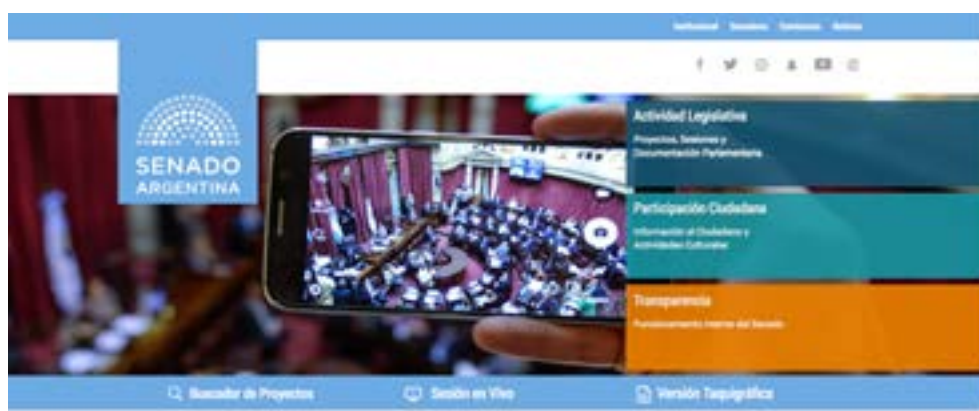 Institucional Senadores Comisiones Noticias
SENADO
ARGENTINA
Actividad Legislativa
Proyectos, Sesiones y
Documentación Parlamentaria
Participación Ciudadana
Información al Ciudadano y
Actividades Culturales
Transparencia
Funcionamiento Interno del Senado
Buscador de Proyectos
Sesión en Vivo
Versión Taquigráfica